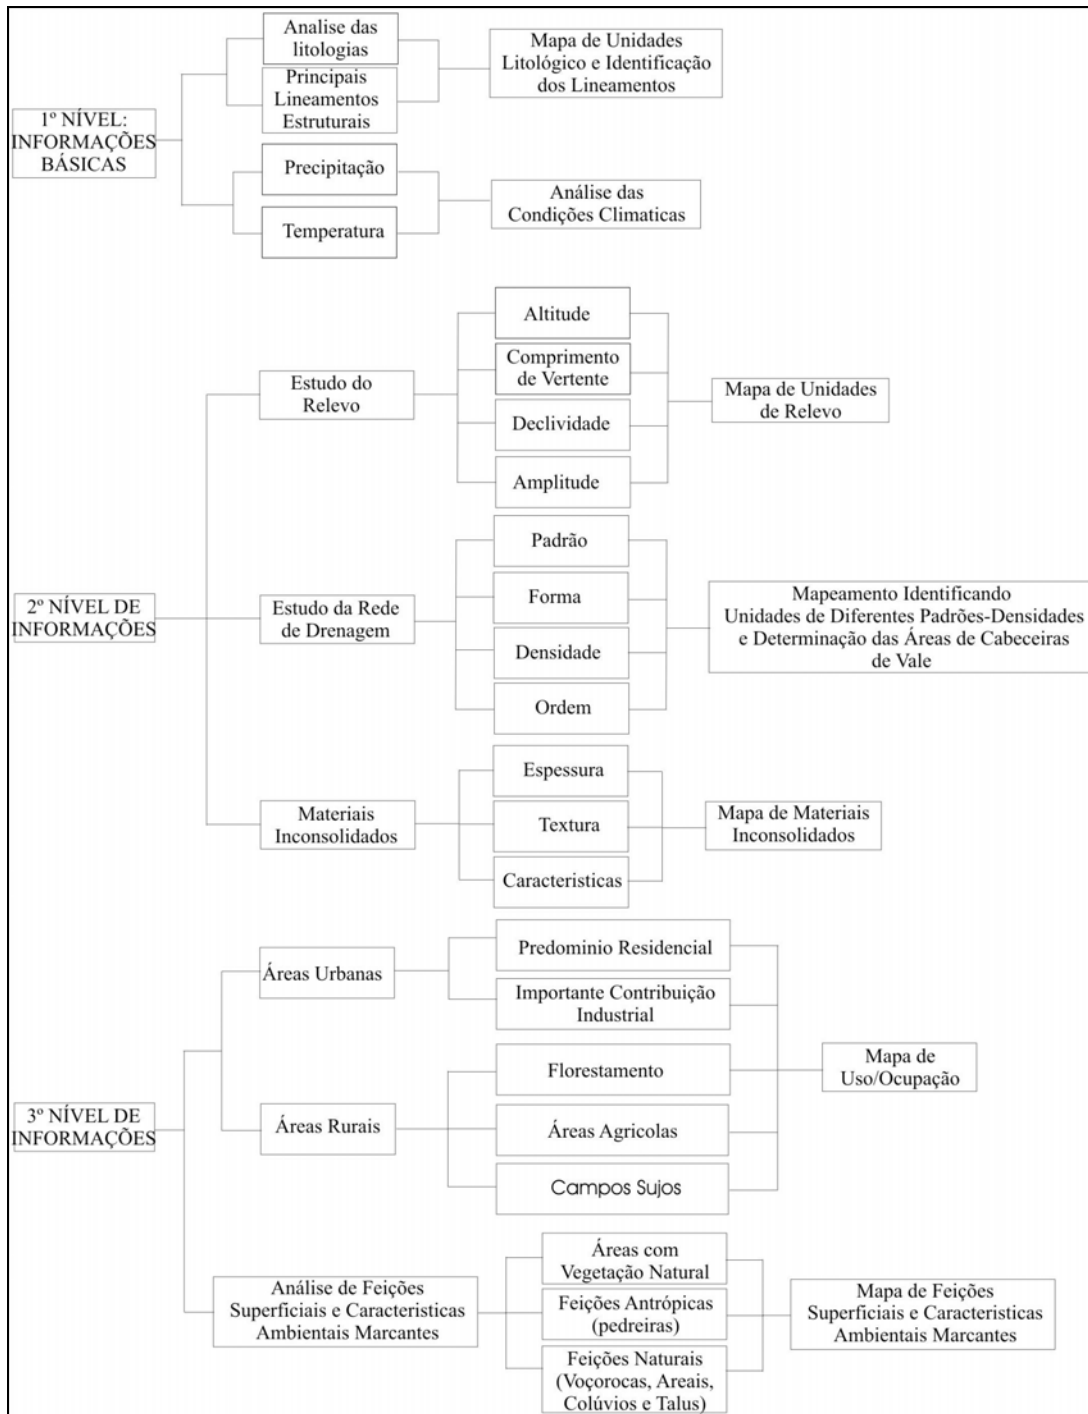 Analise das
litologias
Mapa de Unidades
Litológico e Identificação
dos Lineamentos
Principais
Lineamentos
Estruturais
1º NÍVEL:
INFORMAÇÕES
BÁSICAS
Precipitação
Análise das
Condições Climaticas
Temperatura
Altitude
Comprimento
de Vertente
Estudo do
Relevo
Mapa de Unidades
de Relevo
Declividade
Amplitude
Padrão
Forma
2º NÍVEL DE
INFORMAÇÕES
Estudo da Rede
de Drenagem
Mapeamento Identificando
Unidades de Diferentes Padrões-Densidades
e Determinação das Áreas de Cabeceiras
de Vale
Densidade
Ordem
Espessura
Materiais
Inconsolidados
Textura
Mapa de Materiais
Inconsolidados
Caracteristicas
Predominio Residencial
Áreas Urbanas
Importante Contribuição
Industrial
Florestamento
Mapa de
Uso/Ocupação
3º NÍVEL DE
INFORMAÇÕES
Áreas Rurais
Áreas Agricolas
Campos Sujos
Áreas com
Vegetação Natural
Análise de Feições
Superficiais e Caracteristicas
Ambientais Marcantes
Feições Antrópicas
(pedreiras)
Mapa de Feições
Superficiais e Caracteristicas
Ambientais Marcantes
Feições Naturais
(Voçorocas, Areais,
Colúvios e Talus)